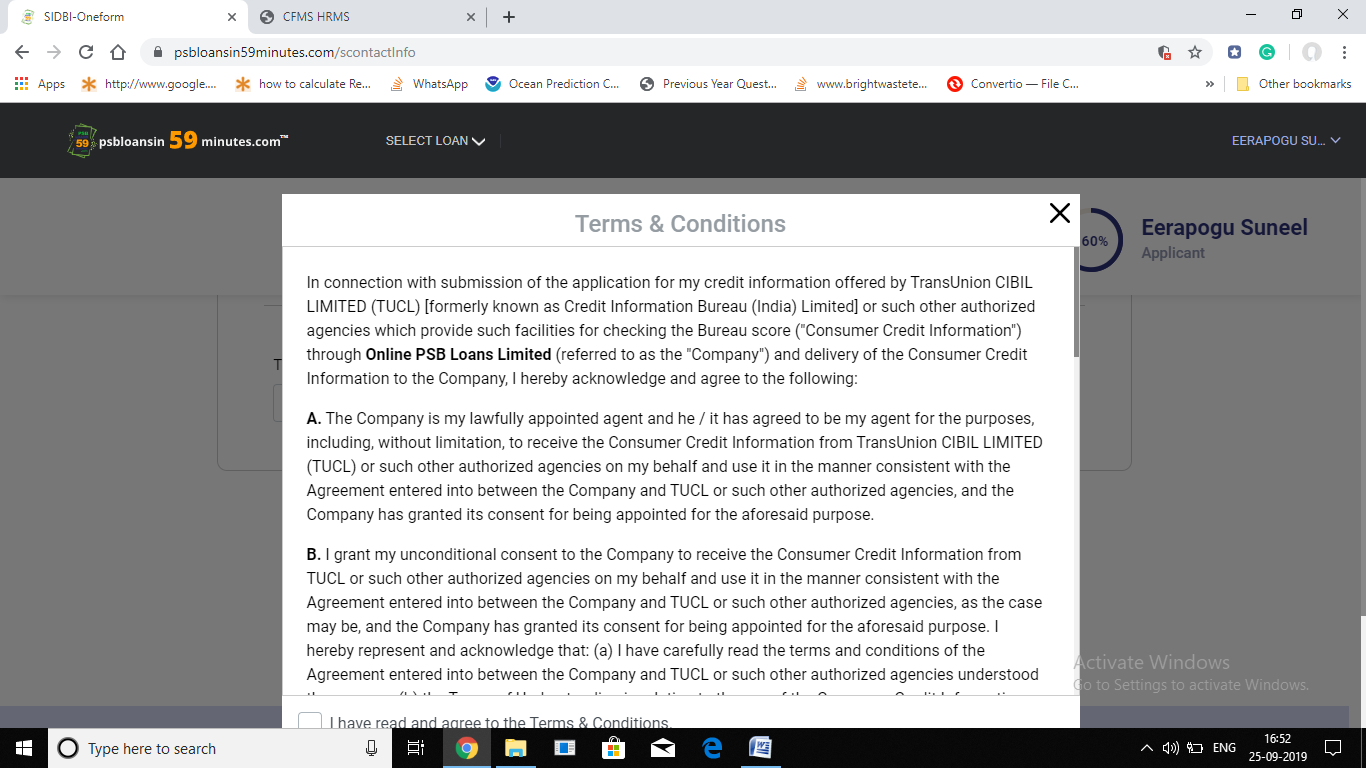 SIDBI-Oneform
CFMS HRMS
psbloansin59minutes.com/scontactInfo
Apps
http://www.google....
how to calculate Re...
WhatsApp
Ocean Prediction C...
Previous Year Quest...
www.brightwastete...
Convertio — File C...
»
Other bookmarks
PSB
59
psbloansin 59 minutes.com™
SELECT LOAN
EERAPOGU SU...
Terms & Conditions
60%
Eerapogu Suneel
Applicant
T
In connection with submission of the application for my credit information offered by TransUnion CIBIL
LIMITED (TUCL) [formerly known as Credit Information Bureau (India) Limited] or such other authorized
agencies which provide such facilities for checking the Bureau score ("Consumer Credit Information")
through Online PSB Loans Limited (referred to as the "Company") and delivery of the Consumer Credit
Information to the Company, I hereby acknowledge and agree to the following:
A. The Company is my lawfully appointed agent and he / it has agreed to be my agent for the purposes,
including, without limitation, to receive the Consumer Credit Information from TransUnion CIBIL LIMITED
(TUCL) or such other authorized agencies on my behalf and use it in the manner consistent with the
Agreement entered into between the Company and TUCL or such other authorized agencies, and the
Company has granted its consent for being appointed for the aforesaid purpose.
B. I grant my unconditional consent to the Company to receive the Consumer Credit Information from
TUCL or such other authorized agencies on my behalf and use it in the manner consistent with the
Agreement entered into between the Company and TUCL or such other authorized agencies, as the case
may be, and the Company has granted its consent for being appointed for the aforesaid purpose. I
hereby represent and acknowledge that: (a) I have carefully read the terms and conditions of the
Agreement entered into between the Company and TUCL or such other authorized agencies understood
I have read and agree to the Terms & Conditions.
Activate Windows
Go to Settings to activate Windows.
Type here to search
ENG
16:52
25-09-2019